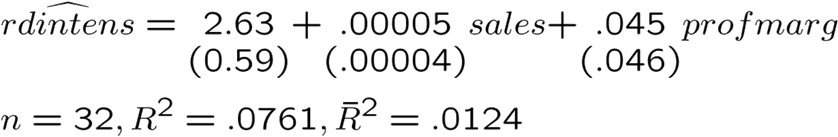 rdintens = 2.63 + .00005 sales+ .045 profmarg
(0.59) (.00004) (.046)
n = 32, R² = .0761, R̄² = .0124